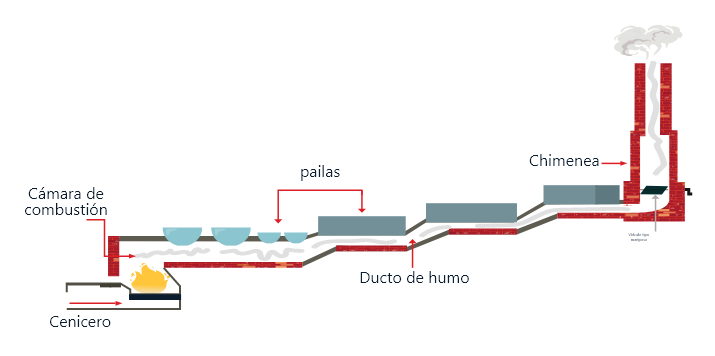 pailas
Chimenea
Cámara de
combustión
Ducto de humo
Cenicero